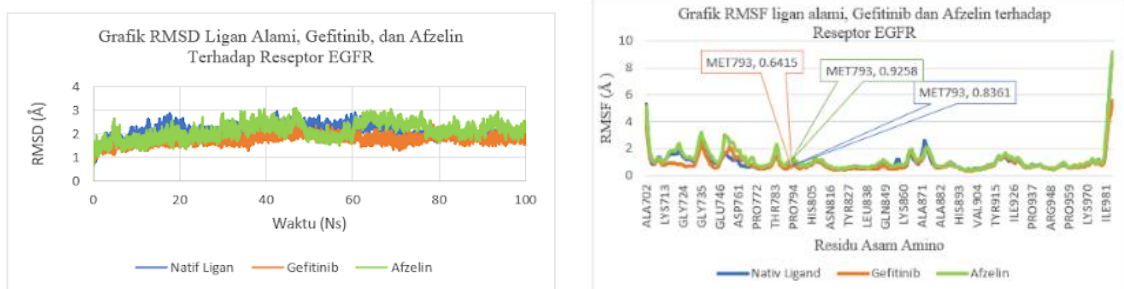 Grafik RMSD Ligan Alami, Gefitinib, dan Afzelin
Terhadap Reseptor EGFR
RMSD (Å)
4
3
2
1
0
0
20
40
60
80
100
Waktu (Ns)
Natif Ligan
Gefitinib
Afzelin
Grafik RMSF ligan alami, Gefitinib dan Afzelin terhadap
Reseptor EGFR
RMSF (Å )
10
8
6
4
2
0
MET793, 0.6415
MET793, 0.9258
MET793, 0.8361
ALA702
LYS713
GLY724
GLY735
GLU746
ASP761
PRO772
THR783
PRO794
HIS805
ASN816
TYR827
LEU838
GLN849
LYS860
ALA871
ALA882
HIS893
VAL904
TYR915
ILE926
PRO937
ARG948
PRO959
LYS970
ILE981
Residu Asam Amino
Nativ Ligand
Gefitinib
Afzelin